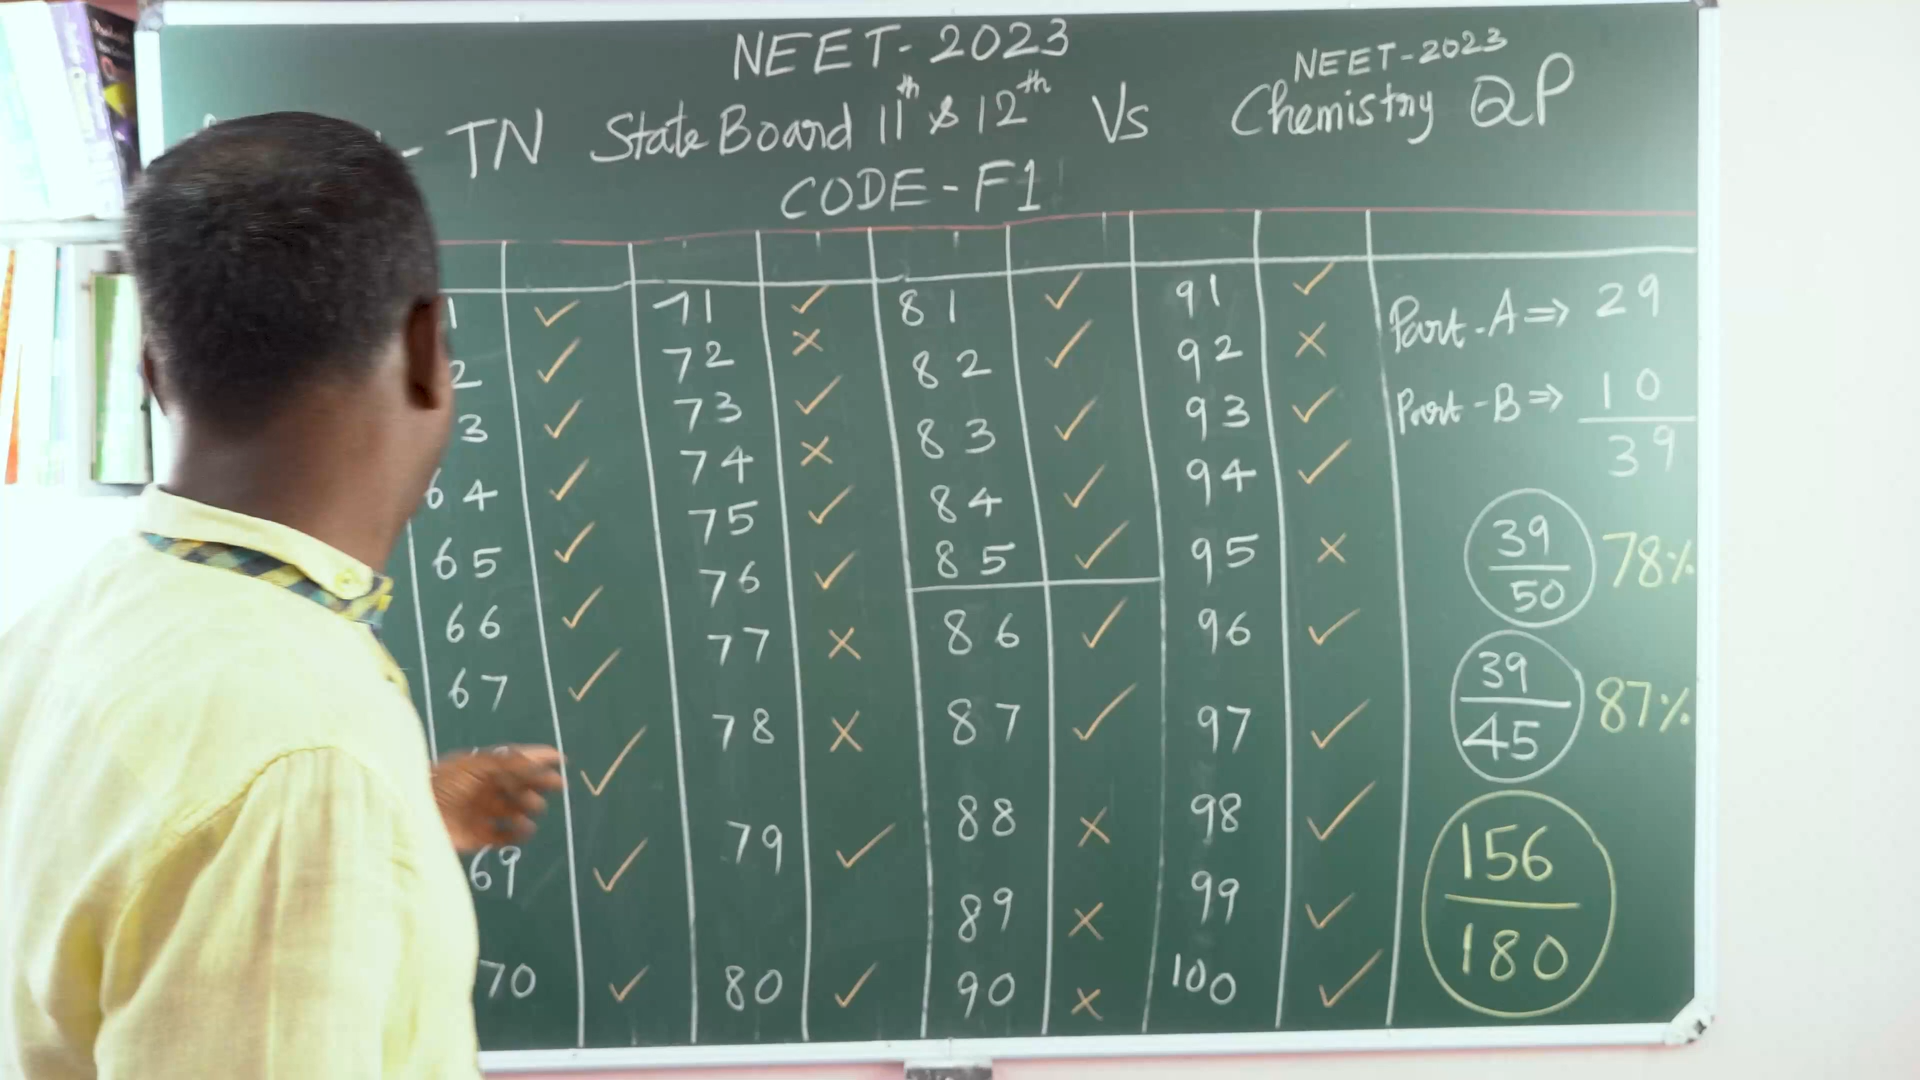 NEET-2023
NEET-2023
- TN State Board 11th & 12th Vs Chemistry QP
CODE-F1
1 ✓ 71 ✓ 81 ✓ 91 ✓ Part-A ⇒ 29
2 ✓ 72 × 82 ✓ 92 × Part-B ⇒ 10
3 ✓ 73 ✓ 83 ✓ 93 ✓ 39
64 ✓ 74 × 84 ✓ 94 ✓
65 ✓ 75 ✓ 85 ✓ 95 × 39/50 78%
66 ✓ 76 ✓ 86 ✓ 96 ✓
67 ✓ 77 × 87 ✓ 97 ✓ 39/45 87%
✓ 78 × 88 × 98 ✓
69 ✓ 79 ✓ 89 × 99 ✓ 156/180
70 ✓ 80 ✓ 90 × 100 ✓